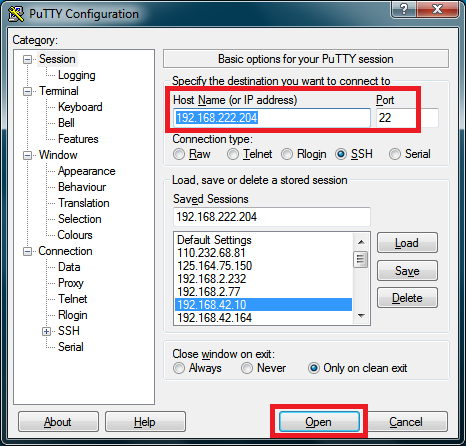 PuTTY Configuration
Category:
Session
Logging
Terminal
Keyboard
Bell
Features
Window
Appearance
Behaviour
Translation
Selection
Colours
Connection
Data
Proxy
Telnet
Rlogin
SSH
Serial
Basic options for your PuTTY session
Specify the destination you want to connect to
Host Name (or IP address) Port
192.168.222.204 22
Connection type:
Raw Telnet Rlogin SSH Serial
Load, save or delete a stored session
Saved Sessions
192.168.222.204
Default Settings
110.232.68.81
125.164.75.150
192.168.2.232
192.168.2.77
192.168.42.10
192.168.42.164
Load
Save
Delete
Close window on exit:
Always Never Only on clean exit
About Help Open Cancel